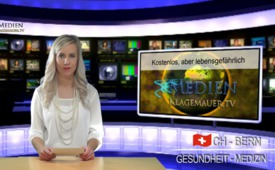 Kostenlos, aber lebensgefährlich
MEDIEN
KLAGEMAUER.TV
CH - BERN
GESUNDHEIT - MEDIZIN